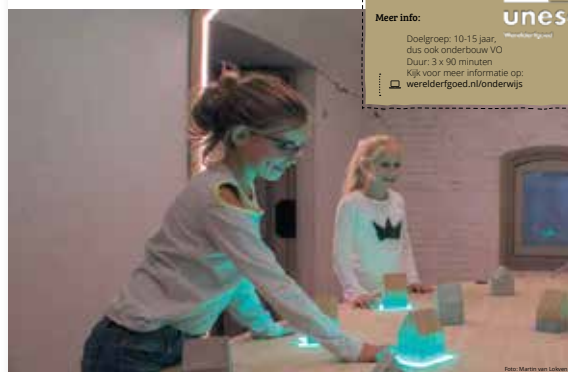 Meer info:
unes
Werelderfgoed
Doelgroep: 10-15 jaar,
dus ook onderbouw VO
Duur: 3 x 90 minuten
Kijk voor meer informatie op:
werelderfgoed.nl/onderwijs
Foto: Martin van Lokven